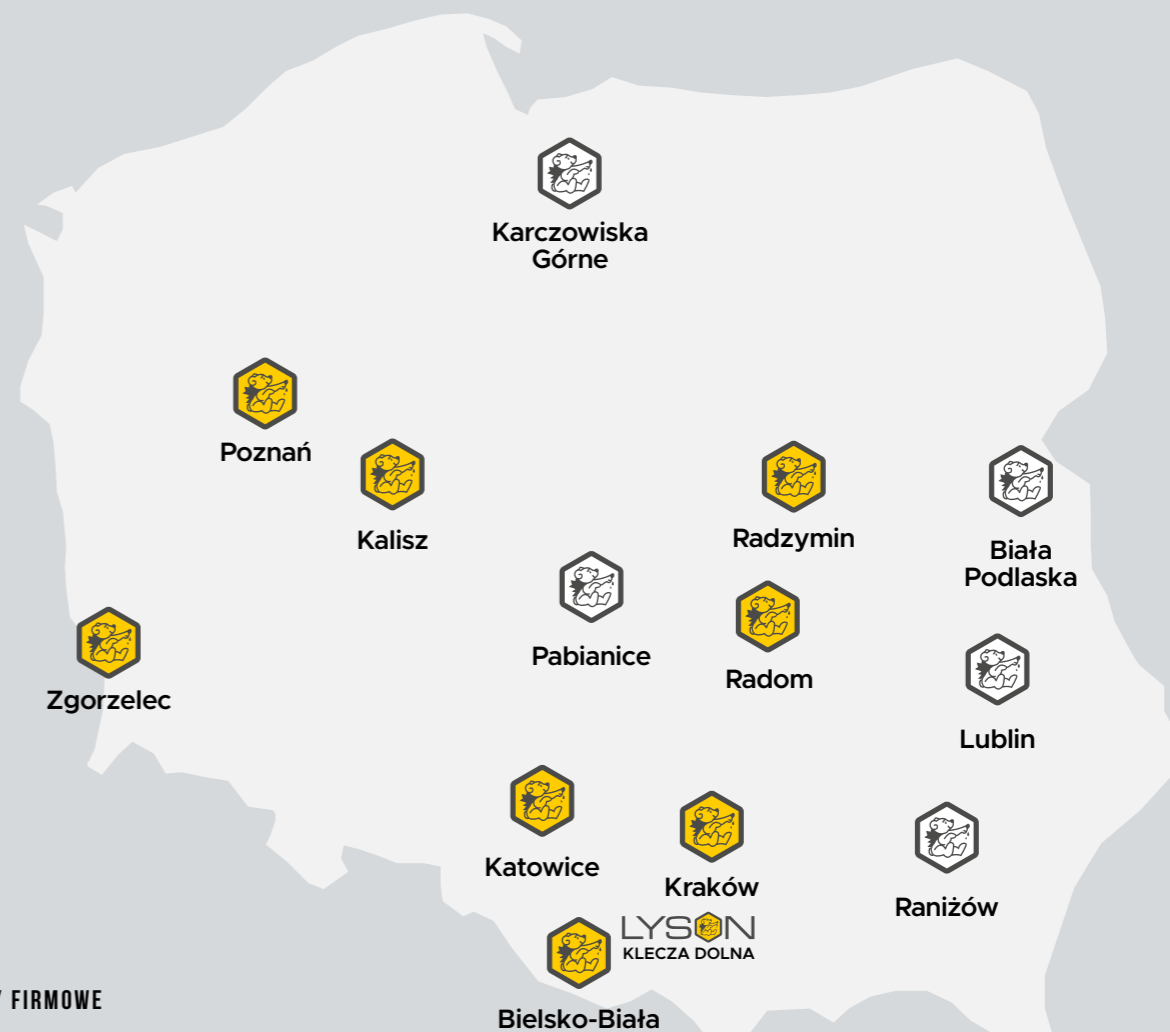 Karczowiska
Górne
Poznań
Kalisz
Radzymin
Biała
Podlaska
Pabianice
Radom
Zgorzelec
Lublin
Katowice
Kraków
Raniżów
LYSON
KLECZA DOLNA
FIRMOWE
Bielsko-Biała